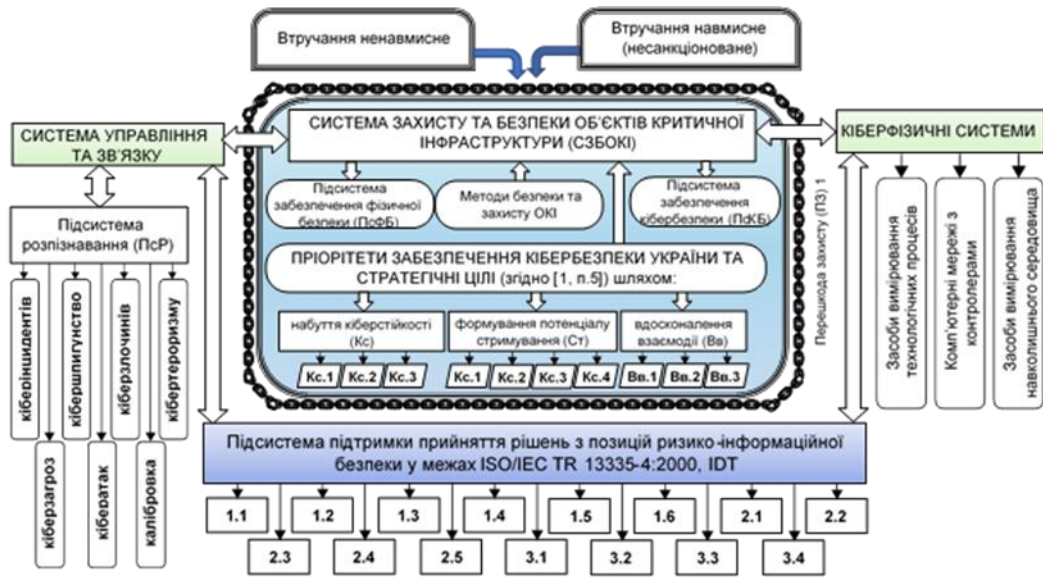 Втручання ненавмисне
Втручання навмисне
(несанкціоноване)
СИСТЕМА УПРАВЛІННЯ
ТА ЗВ'ЯЗКУ
СИСТЕМА ЗАХИСТУ ТА БЕЗПЕКИ ОБ'ЄКТІВ КРИТИЧНОЇ
ІНФРАСТРУКТУРИ (СЗБОКІ)
КІБЕРФІЗИЧНІ СИСТЕМИ
Підсистема
забезпечення фізичної
безпеки (ПсФБ)
Методи безпеки та
захисту ОКІ
Підсистема
забезпечення
кібербезпеки (ПсКБ)
Перешкода захисту (ПЗ) 1
Підсистема
розпізнавання (ПсР)
ПРІОРИТЕТИ ЗАБЕЗПЕЧЕННЯ КІБЕРБЕЗПЕКИ УКРАЇНИ ТА
СТРАТЕГІЧНІ ЦІЛІ (згідно [1, п.5]) шляхом:
набуття кіберстійкості
(Кс)
формування потенціалу
стримування (Ст)
вдосконалення
взаємодії (Вв)
Кс.1
Кс.2
Кс.3
Кс.1
Кс.2
Кс.3
Кс.4
Вв.1
Вв.2
Вв.3
кіберінцидентів
кібершпигунство
кіберзлочинів
кібертероризму
кіберзагроз
кібератак
калібровка
Засоби вимірювання
технологічних процесів
Комп'ютерні мережі з
контролерами
Засоби вимірювання
навколишнього середовища
Підсистема підтримки прийняття рішень з позицій ризико-інформаційної
безпеки у межах ISO/IEC TR 13335-4:2000, IDT
1.1
1.2
1.3
1.4
1.5
1.6
2.1
2.2
2.3
2.4
2.5
3.1
3.2
3.3
3.4